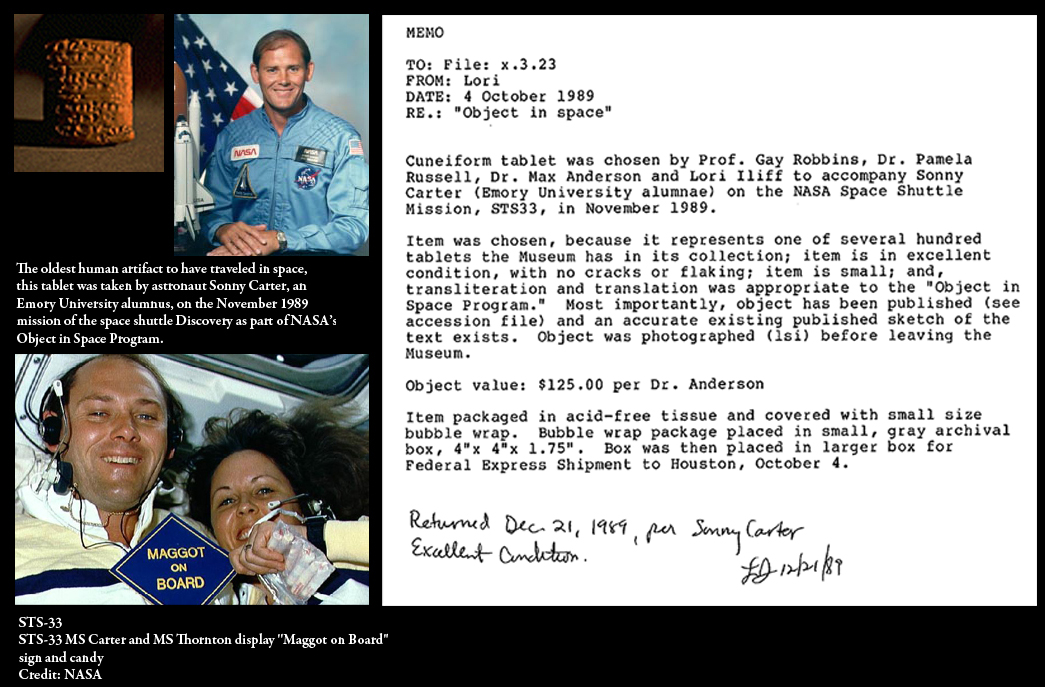 The oldest human artifact to have traveled in space,
this tablet was taken by astronaut Sonny Carter, an
Emory University alumnus, on the November 1989
mission of the space shuttle Discovery as part of NASA's
Object in Space Program.
NASA
NASA
MAGGOT
ON
BOARD
STS-33
STS-33 MS Carter and MS Thornton display "Maggot on Board"
sign and candy
Credit: NASA
MEMO
TO: File: x.3.23
FROM: Lori
DATE: 4 October 1989
RE.: "Object in space"
Cuneiform tablet was chosen by Prof. Gay Robbins, Dr. Pamela
Russell, Dr. Max Anderson and Lori Iliff to accompany Sonny
Carter (Emory University alumnae) on the NASA Space Shuttle
Mission, STS33, in November 1989.
Item was chosen, because it represents one of several hundred
tablets the Museum has in its collection; item is in excellent
condition, with no cracks or flaking; item is small; and,
transliteration and translation was appropriate to the "Object in
Space Program." Most importantly, object has been published (see
accession file) and an accurate existing published sketch of the
text exists. Object was photographed (lsi) before leaving the
Museum.
Object value: $125.00 per Dr. Anderson
Item packaged in acid-free tissue and covered with small size
bubble wrap. Bubble wrap package placed in small, gray archival
box, 4"x 4"x 1.75". Box was then placed in larger box for
Federal Express Shipment to Houston, October 4.
Returned Dec. 21, 1989, per Sonny Carter
Excellent Condition.
12/21/89